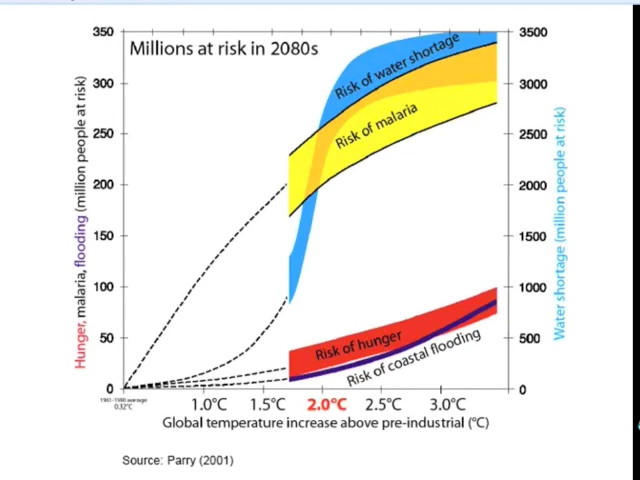 Millions at risk in 2080s
350
300
250
200
150
100
50
0
3500
3000
2500
2000
1500
1000
500
0
Hunger, malaria, flooding (million people at risk)
Water shortage (million people at risk)
Risk of water shortage
Risk of malaria
Risk of hunger
Risk of coastal flooding
1961-1990 average
0.32°C
1.0°C 1.5°C 2.0°C 2.5°C 3.0°C
Global temperature increase above pre-industrial (°C)
Source: Parry (2001)